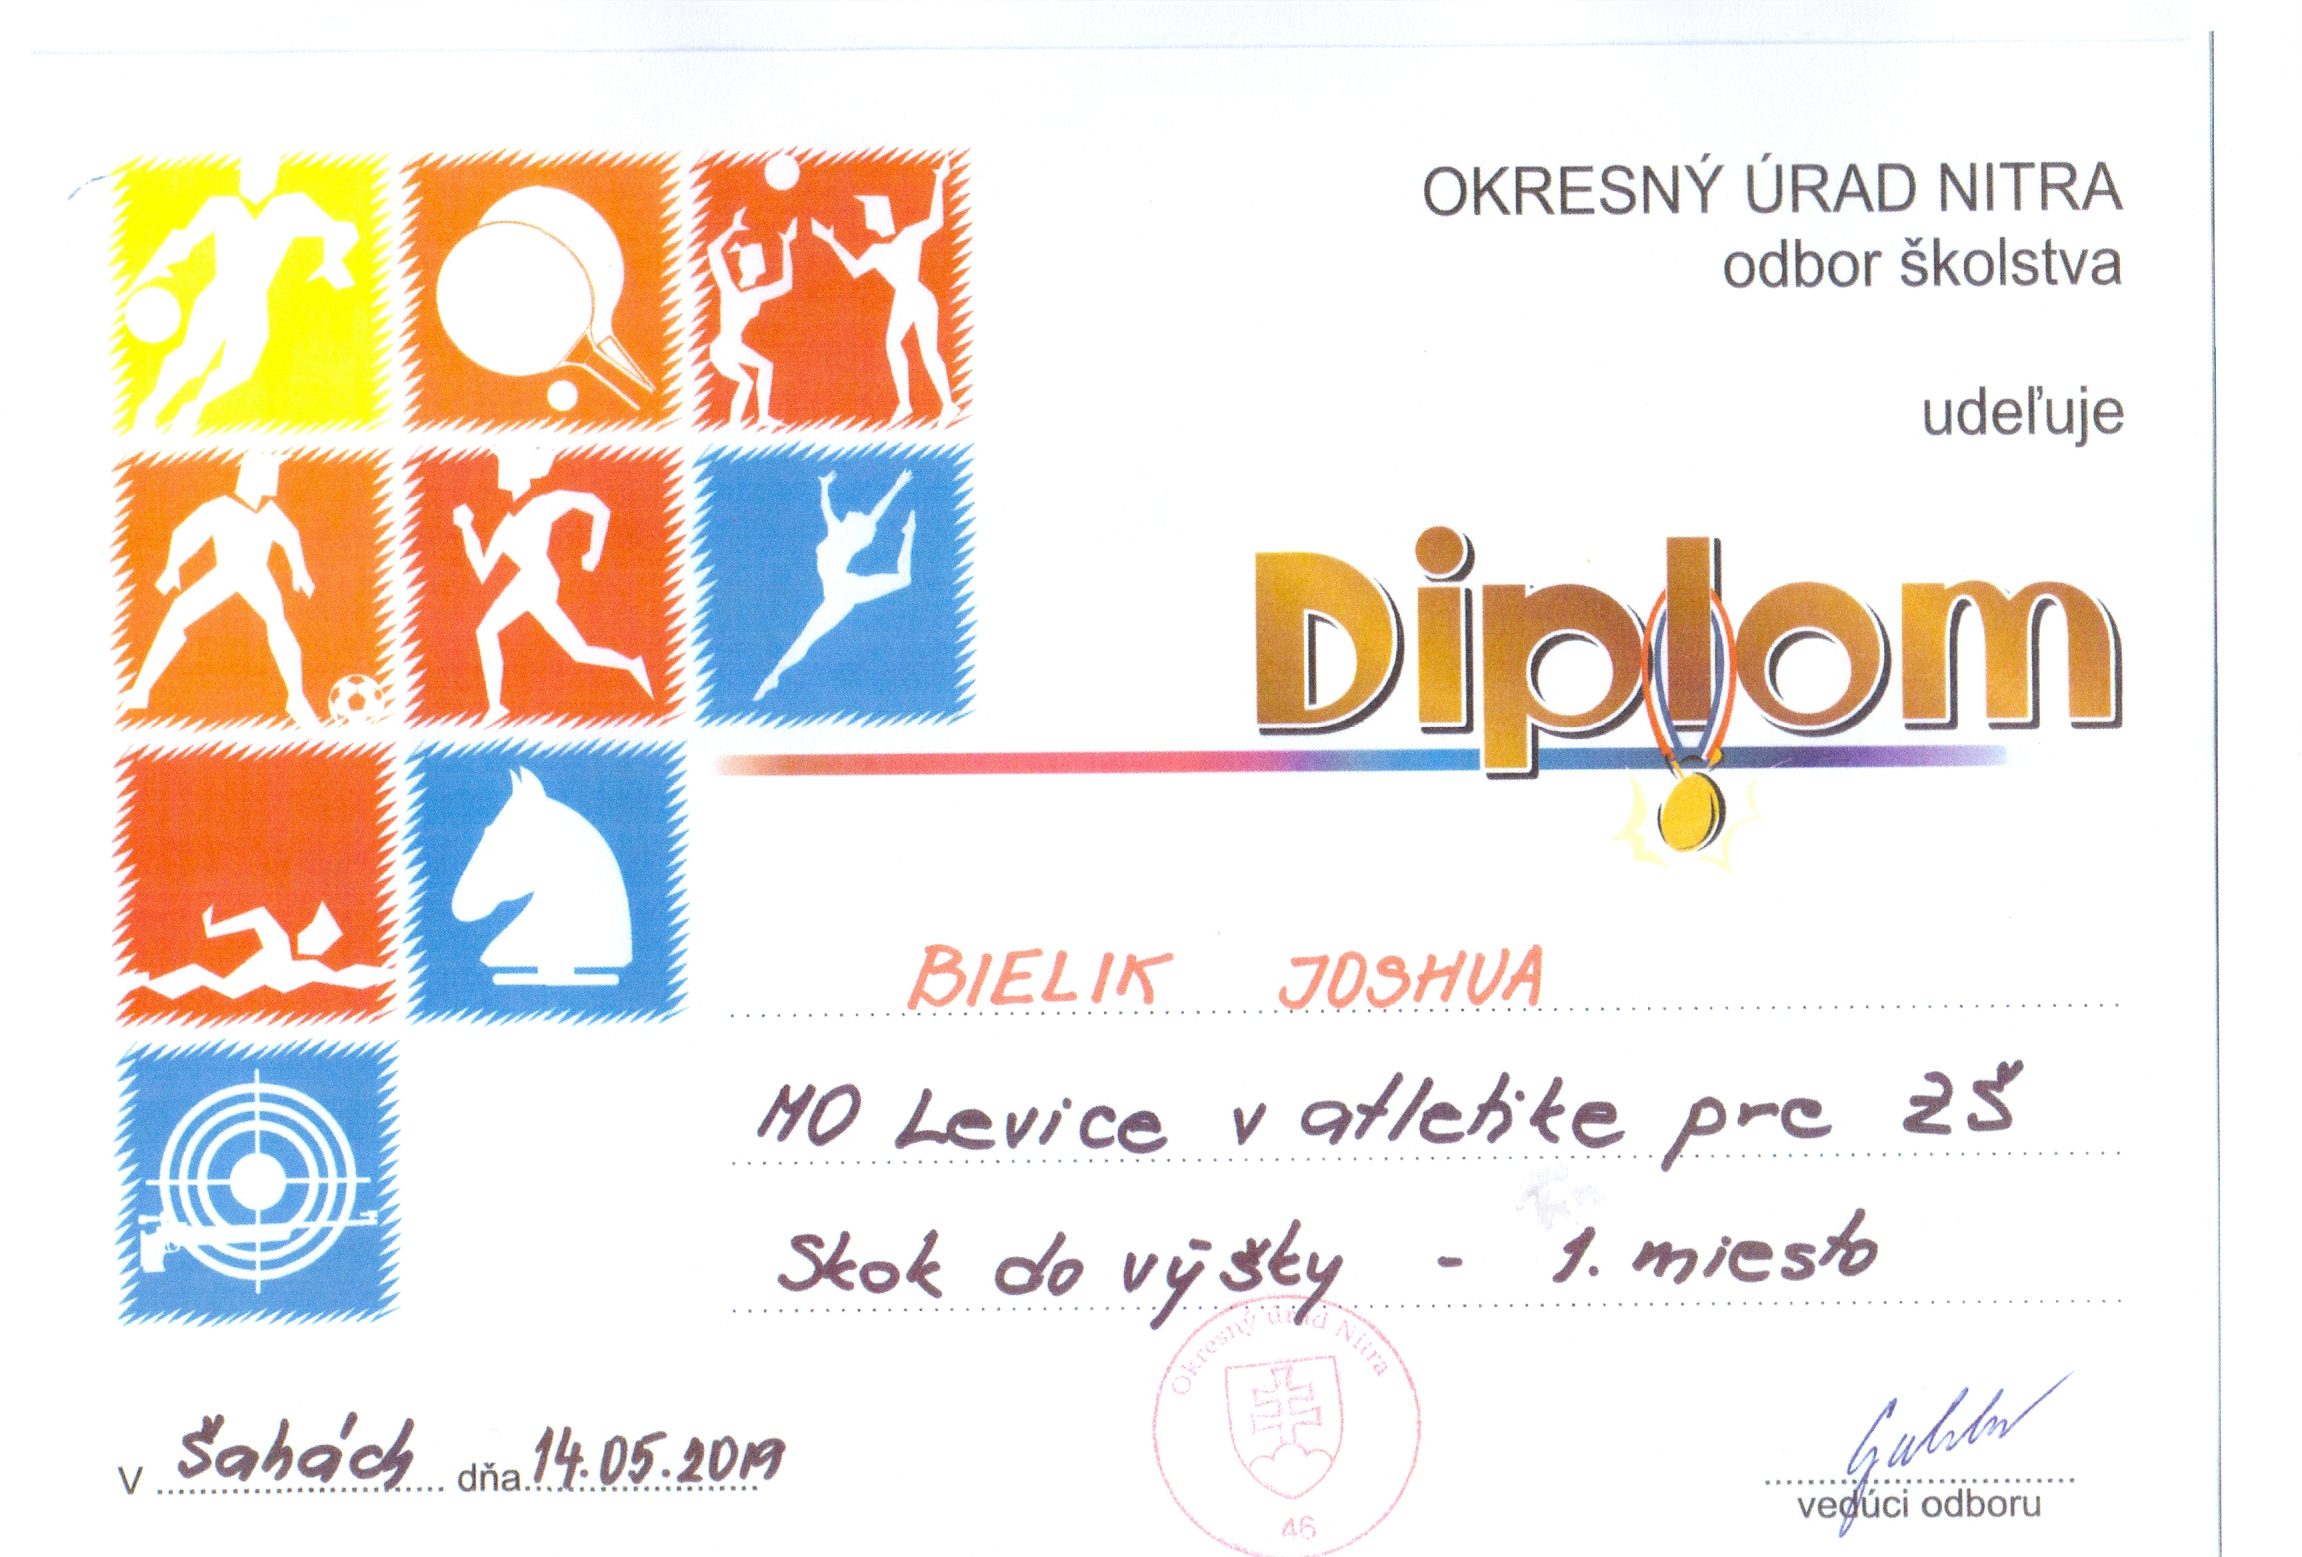 OKRESNÝ ÚRAD NITRA
odbor školstva
udeľuje
Diplom
BIELIK JOSHUA
MO Levice v atletike pre ZŠ
Skok do výšky - 1. miesto
Okresný úrad Nitra
46
V Šahách dňa 14.05.2019
vedúci odboru